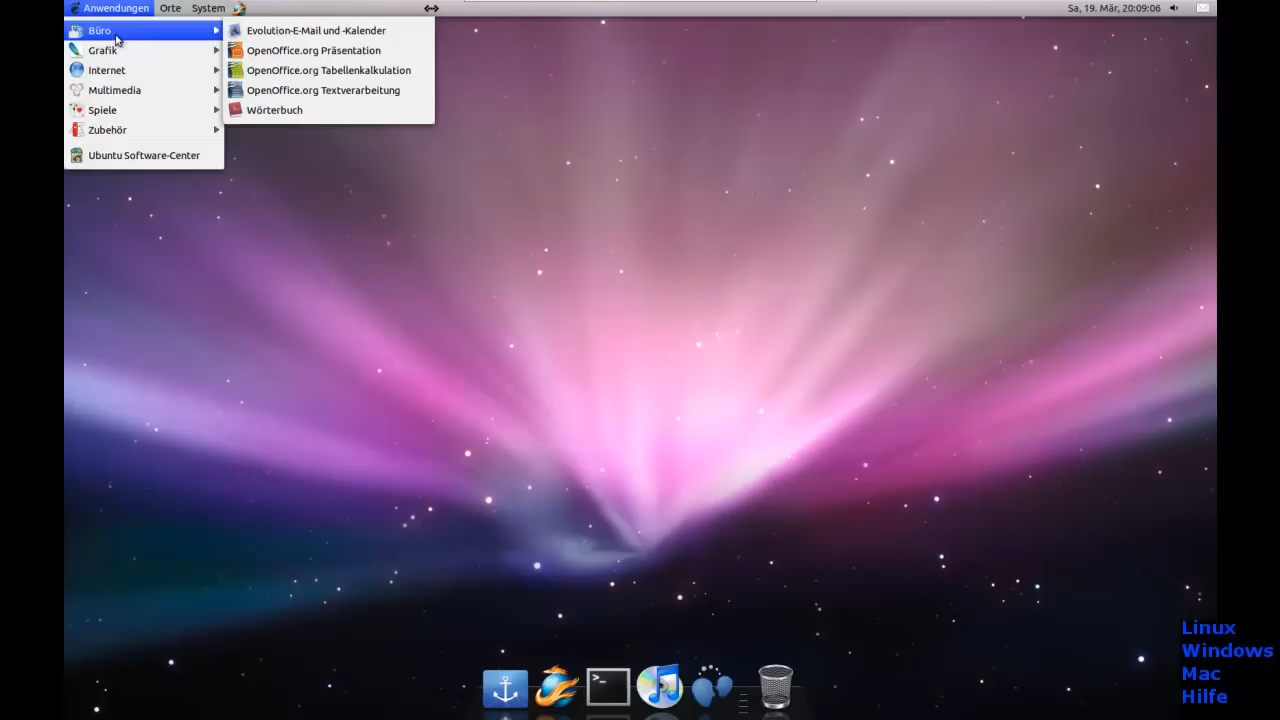 Anwendungen Orte System Sa, 19. Mär, 20:09:06
Büro
Grafik
Internet
Multimedia
Spiele
Zubehör
Ubuntu Software-Center
Evolution-E-Mail und -Kalender
OpenOffice.org Präsentation
OpenOffice.org Tabellenkalkulation
OpenOffice.org Textverarbeitung
Wörterbuch
>_
Linux
Windows
Mac
Hilfe